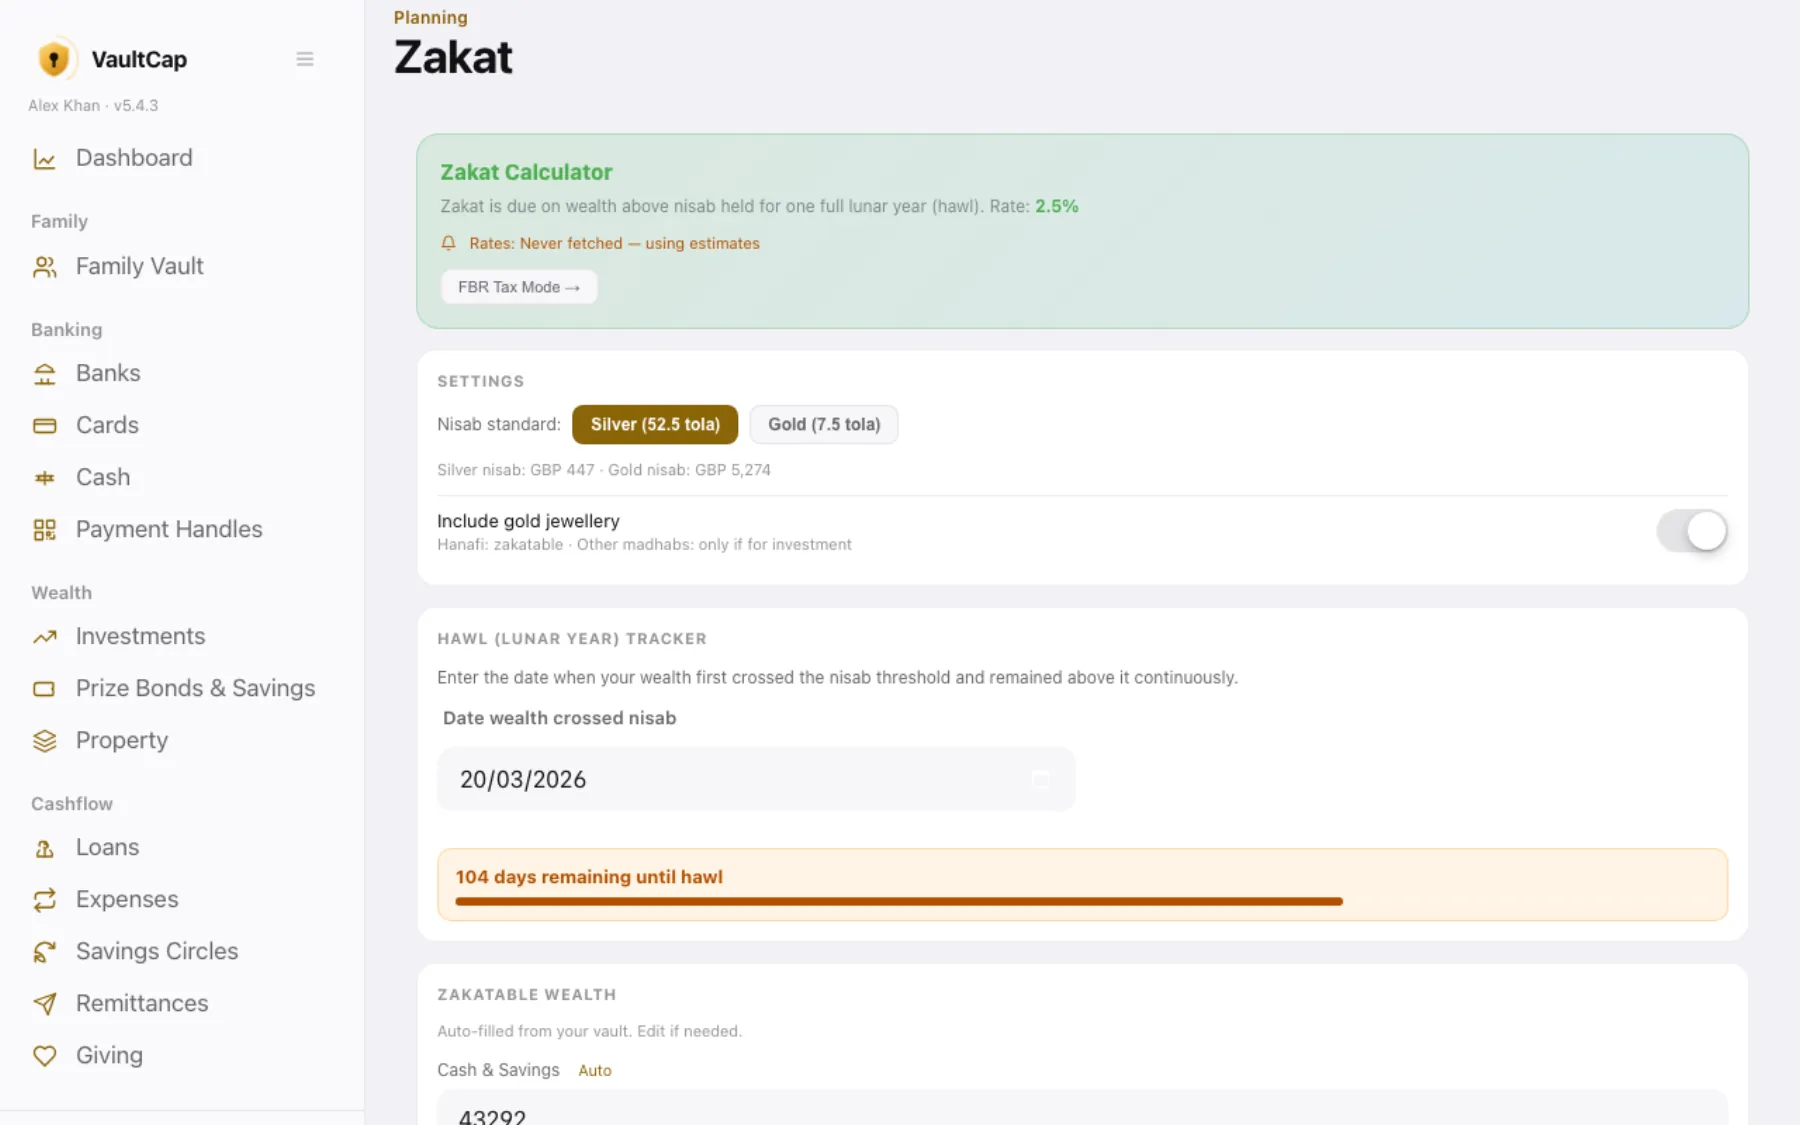 VaultCap
Alex Khan · v5.4.3
Dashboard
Family
Family Vault
Banking
Banks
Cards
Cash
Payment Handles
Wealth
Investments
Prize Bonds & Savings
Property
Cashflow
Loans
Expenses
Savings Circles
Remittances
Giving
Planning
Zakat
Zakat Calculator
Zakat is due on wealth above nisab held for one full lunar year (hawl). Rate: 2.5%
Rates: Never fetched — using estimates
FBR Tax Mode →
SETTINGS
Nisab standard: Silver (52.5 tola) Gold (7.5 tola)
Silver nisab: GBP 447 · Gold nisab: GBP 5,274
Include gold jewellery
Hanafi: zakatable · Other madhabs: only if for investment
HAWL (LUNAR YEAR) TRACKER
Enter the date when your wealth first crossed the nisab threshold and remained above it continuously.
Date wealth crossed nisab
20/03/2026
104 days remaining until hawl
ZAKATABLE WEALTH
Auto-filled from your vault. Edit if needed.
Cash & Savings Auto
43292